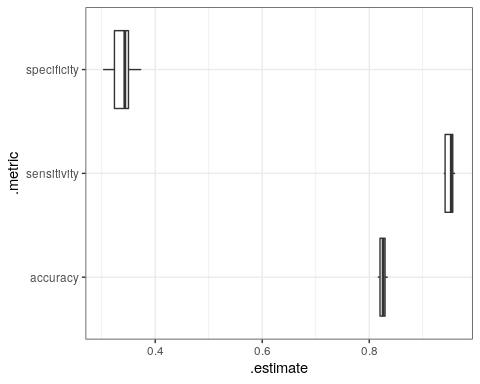 specificity
sensitivity
accuracy
.metric
0.4
0.6
0.8
.estimate